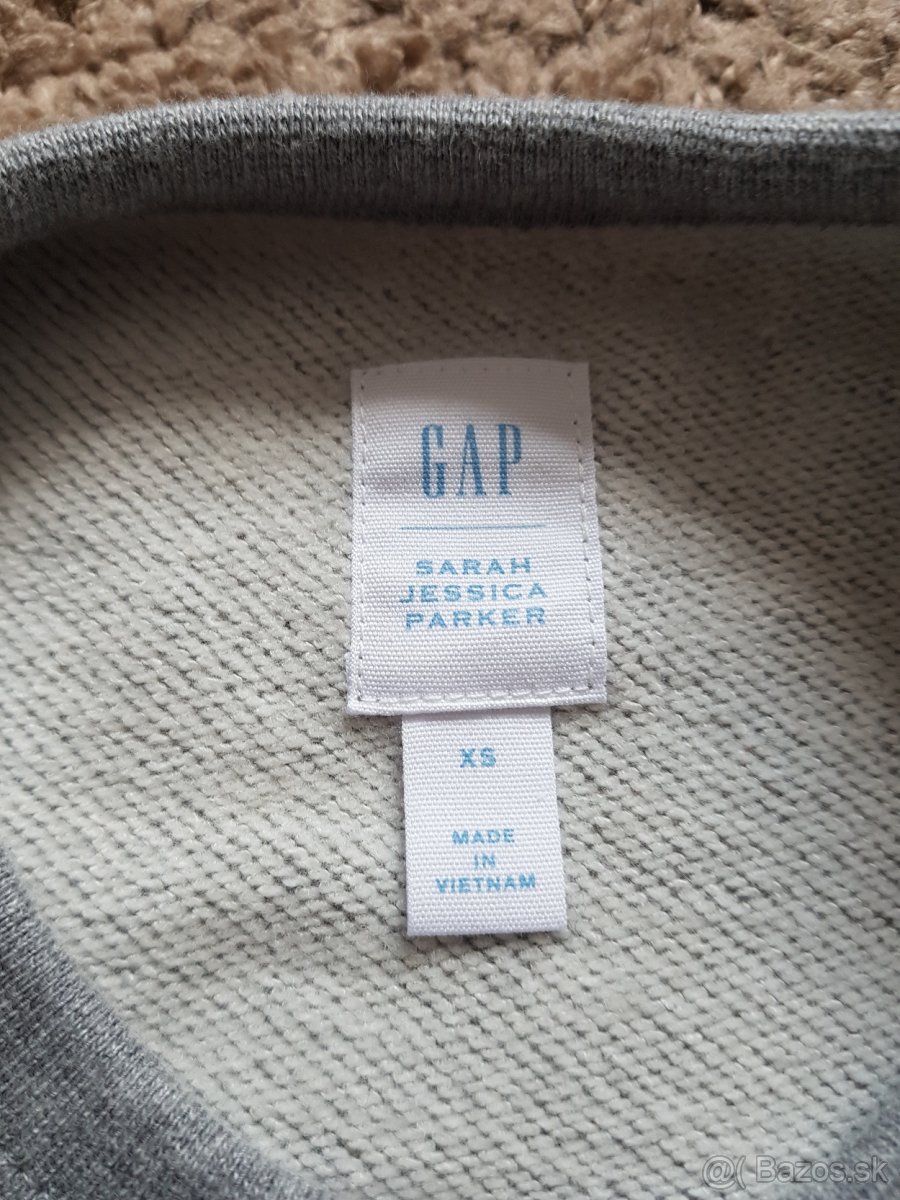 GAP
SARAH
JESSICA
PARKER
XS
MADE
IN
VIETNAM
@( Bazos.sk